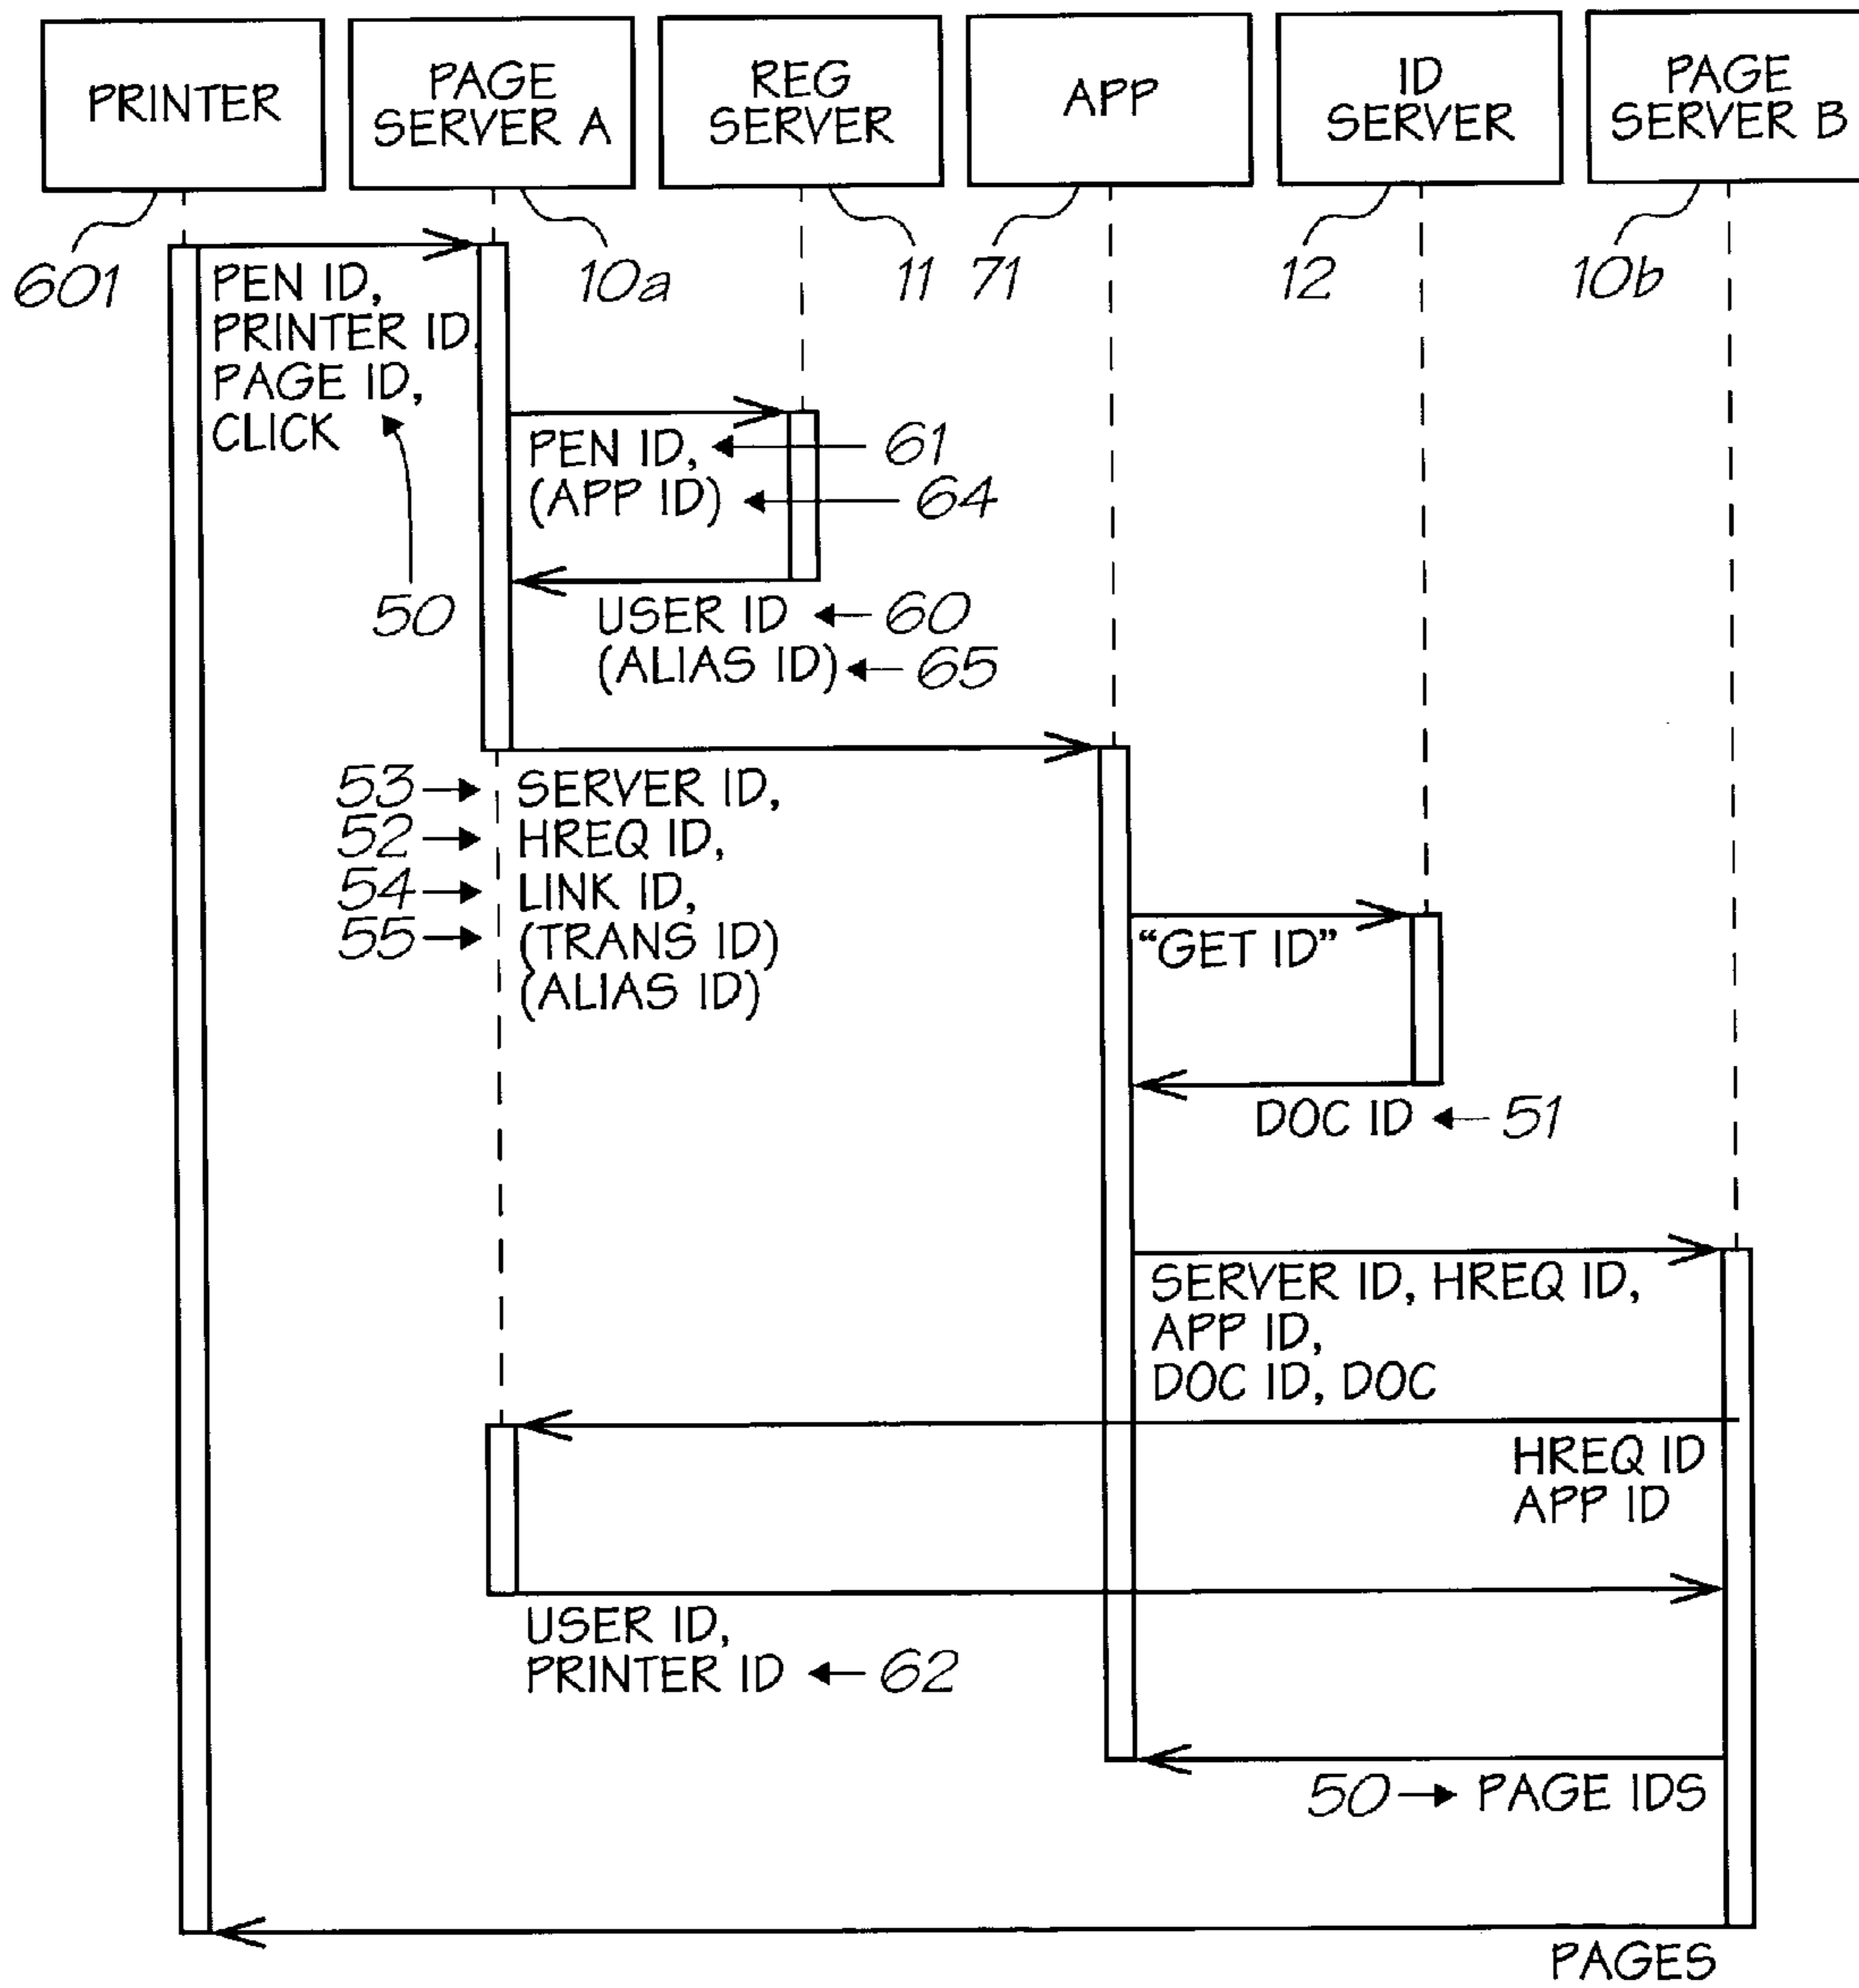 PRINTER
PAGE
SERVER A
REG
SERVER
APP
ID
SERVER
PAGE
SERVER B
601
10a
11
71
12
10b
PEN ID,
PRINTER ID,
PAGE ID,
CLICK
50
PEN ID,
61
(APP ID)
64
USER ID
60
(ALIAS ID)
65
53
SERVER ID,
52
HREQ ID,
54
LINK ID,
55
(TRANS ID)
(ALIAS ID)
“GET ID”
DOC ID
51
SERVER ID, HREQ ID,
APP ID,
DOC ID, DOC
HREQ ID
APP ID
USER ID,
PRINTER ID
62
50
PAGE IDS
PAGES